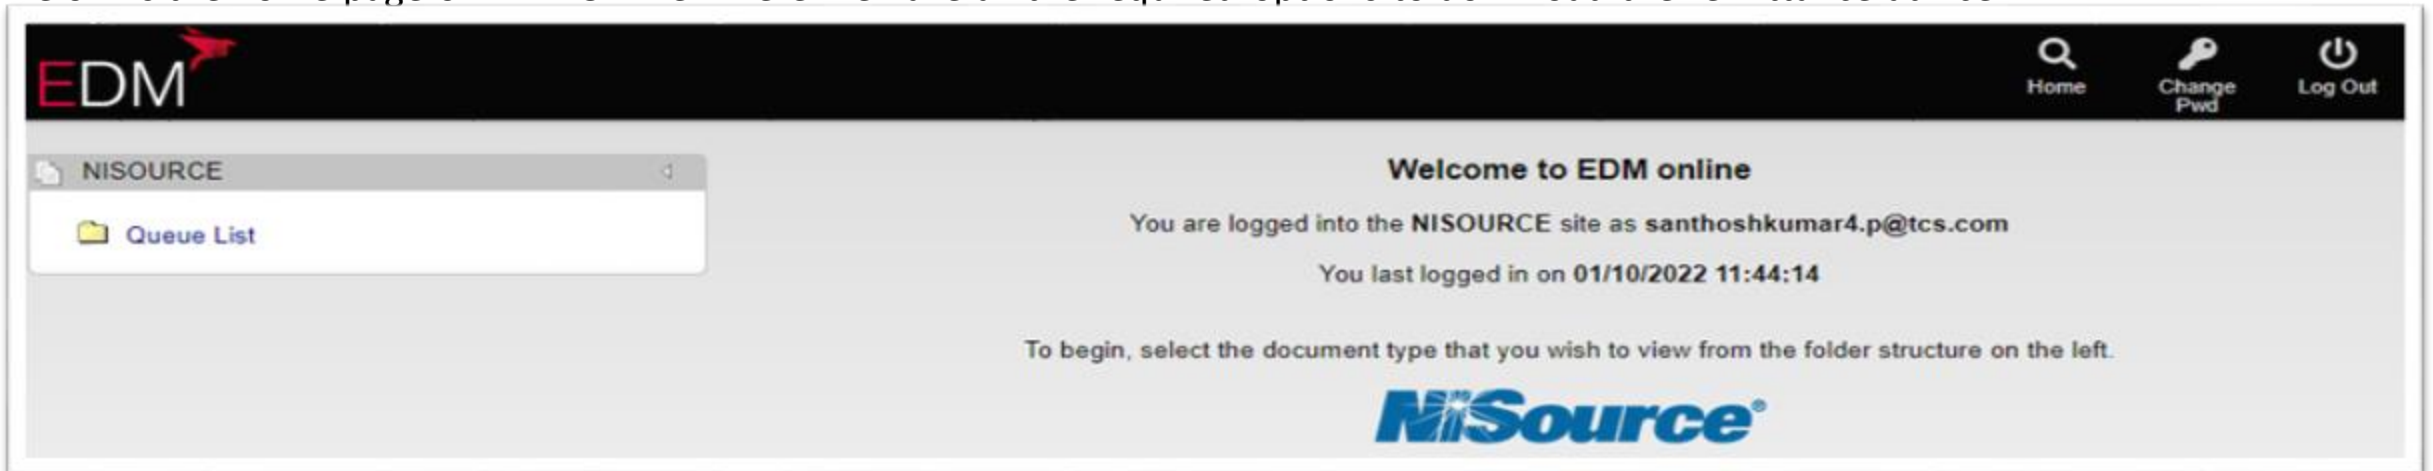 EDM
Home
Change
Pwd
Log Out
NISOURCE
Queue List
Welcome to EDM online
You are logged into the NISOURCE site as santhoshkumar4.p@tcs.com
You last logged in on 01/10/2022 11:44:14
To begin, select the document type that you wish to view from the folder structure on the left.
NiSource®